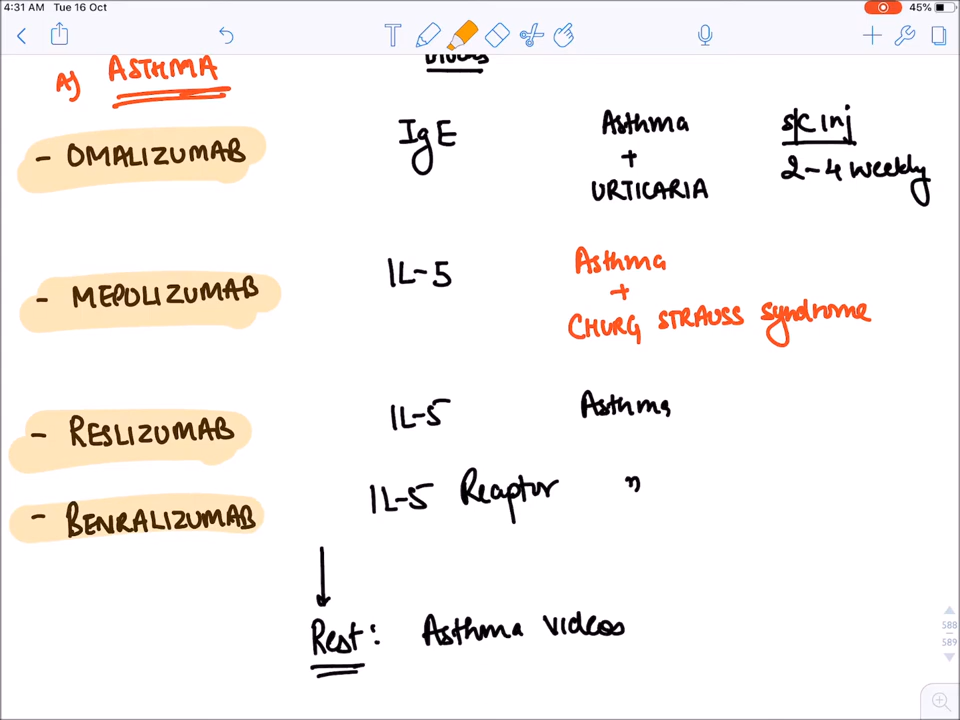 4:31 AM Tue 16 Oct 45%
A) ASTHMA
- OMALIZUMAB IgE Asthma + URTICARIA s/c inj 2-4 weekly
- MEPOLIZUMAB IL-5 Asthma + CHURG STRAUSS syndrome
- RESLIZUMAB IL-5 Asthma
- BENRALIZUMAB IL-5 Reaptor "
Rest: Asthma videos
588
589